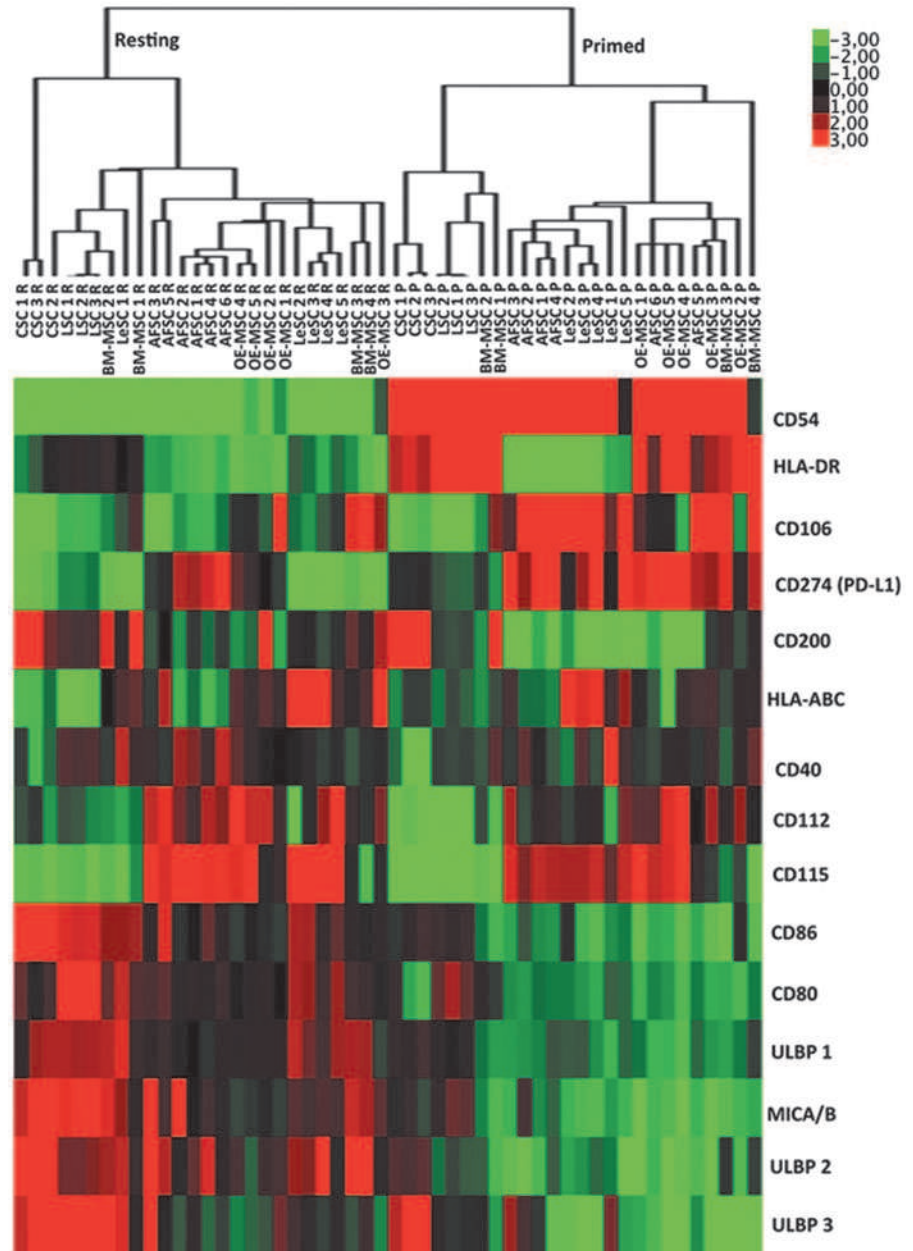 Resting
Primed
-3,00
-2,00
-1,00
0,00
1,00
2,00
3,00
CSC 1 R
CSC 3 R
CSC 2 R
LSC 1 R
LSC 2 R
LSC 3 R
BM-MSC 2 R
LeSC 1 R
BM-MSC 1 R
AFSC 3 R
AFSC 5 R
AFSC 2 R
AFSC 1 R
AFSC 4 R
AFSC 6 R
OE-MSC 4 R
OE-MSC 5 R
OE-MSC 2 R
OE-MSC 1 R
LeSC 2 R
LeSC 3 R
LeSC 4 R
LeSC 5 R
BM-MSC 3 R
BM-MSC 4 R
OE-MSC 3 R
CSC 1 P
CSC 2 P
CSC 3 P
LSC 2 P
LSC 1 P
LSC 3 P
BM-MSC 2 P
BM-MSC 1 P
AFSC 3 P
AFSC 2 P
AFSC 1 P
AFSC 4 P
LeSC 2 P
LeSC 3 P
LeSC 4 P
LeSC 1 P
LeSC 5 P
OE-MSC 1 P
AFSC 6 P
OE-MSC 5 P
OE-MSC 4 P
AFSC 5 P
OE-MSC 3 P
BM-MSC 3 P
OE-MSC 2 P
BM-MSC 4 P
CD54
HLA-DR
CD106
CD274 (PD-L1)
CD200
HLA-ABC
CD40
CD112
CD115
CD86
CD80
ULBP 1
MICA/B
ULBP 2
ULBP 3